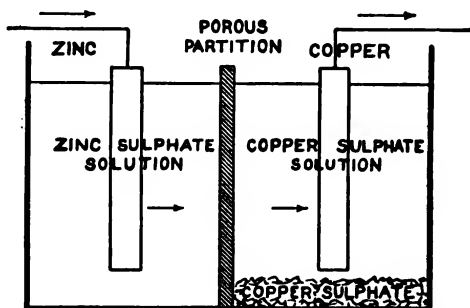 ZINC
POROUS
PARTITION
COPPER
ZINC SULPHATE
SOLUTION
COPPER SULPHATE
SOLUTION
COPPER SULPHATE